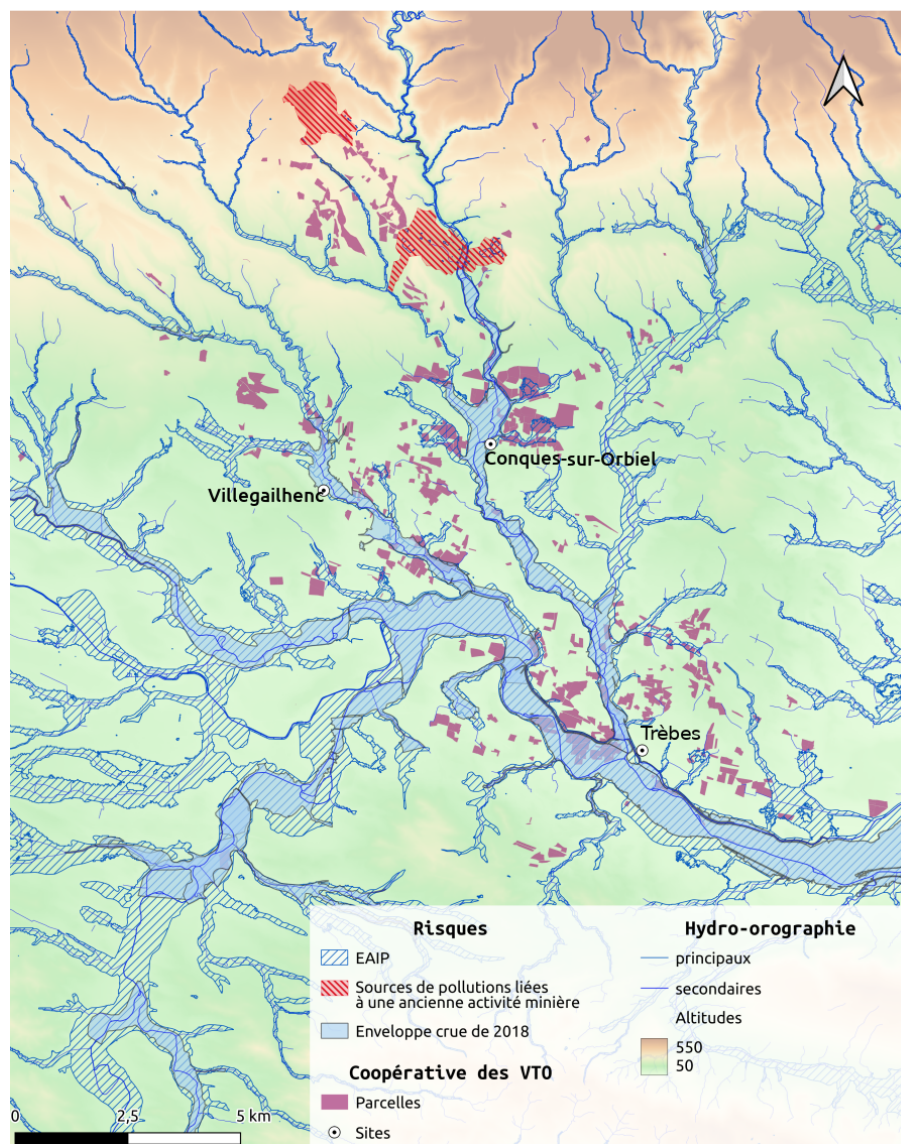 Conques-sur-Orbiel
Villegailhenc
Trèbes
Risques
EAIP
Sources de pollutions liées
à une ancienne activité minière
Enveloppe crue de 2018
Coopérative des VTO
Parcelles
Sites
Hydro-orographie
principaux
secondaires
Altitudes
550
50
0 2,5 5 km